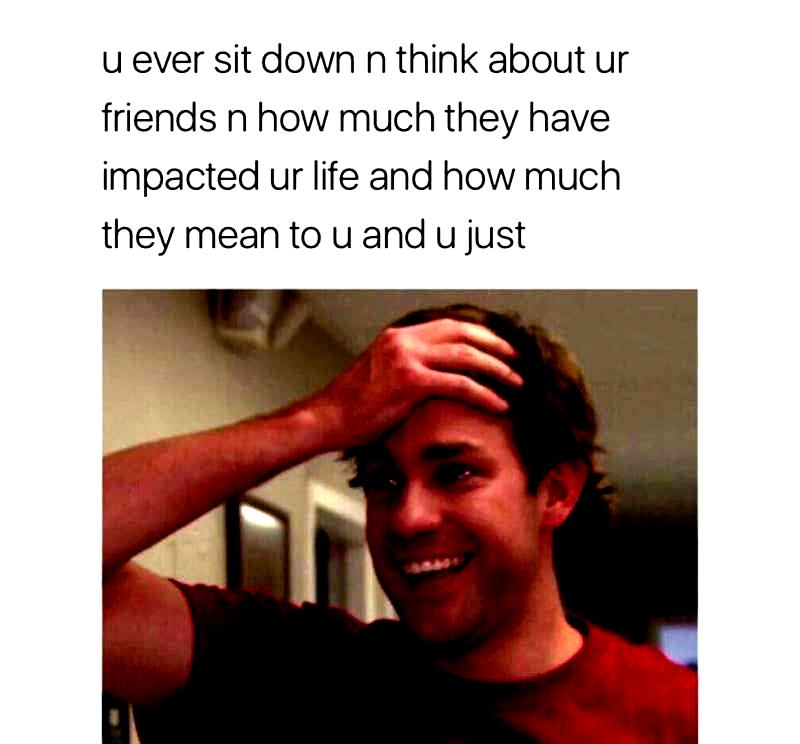 u ever sit down n think about ur
friends n how much they have
impacted ur life and how much
they mean to u and u just